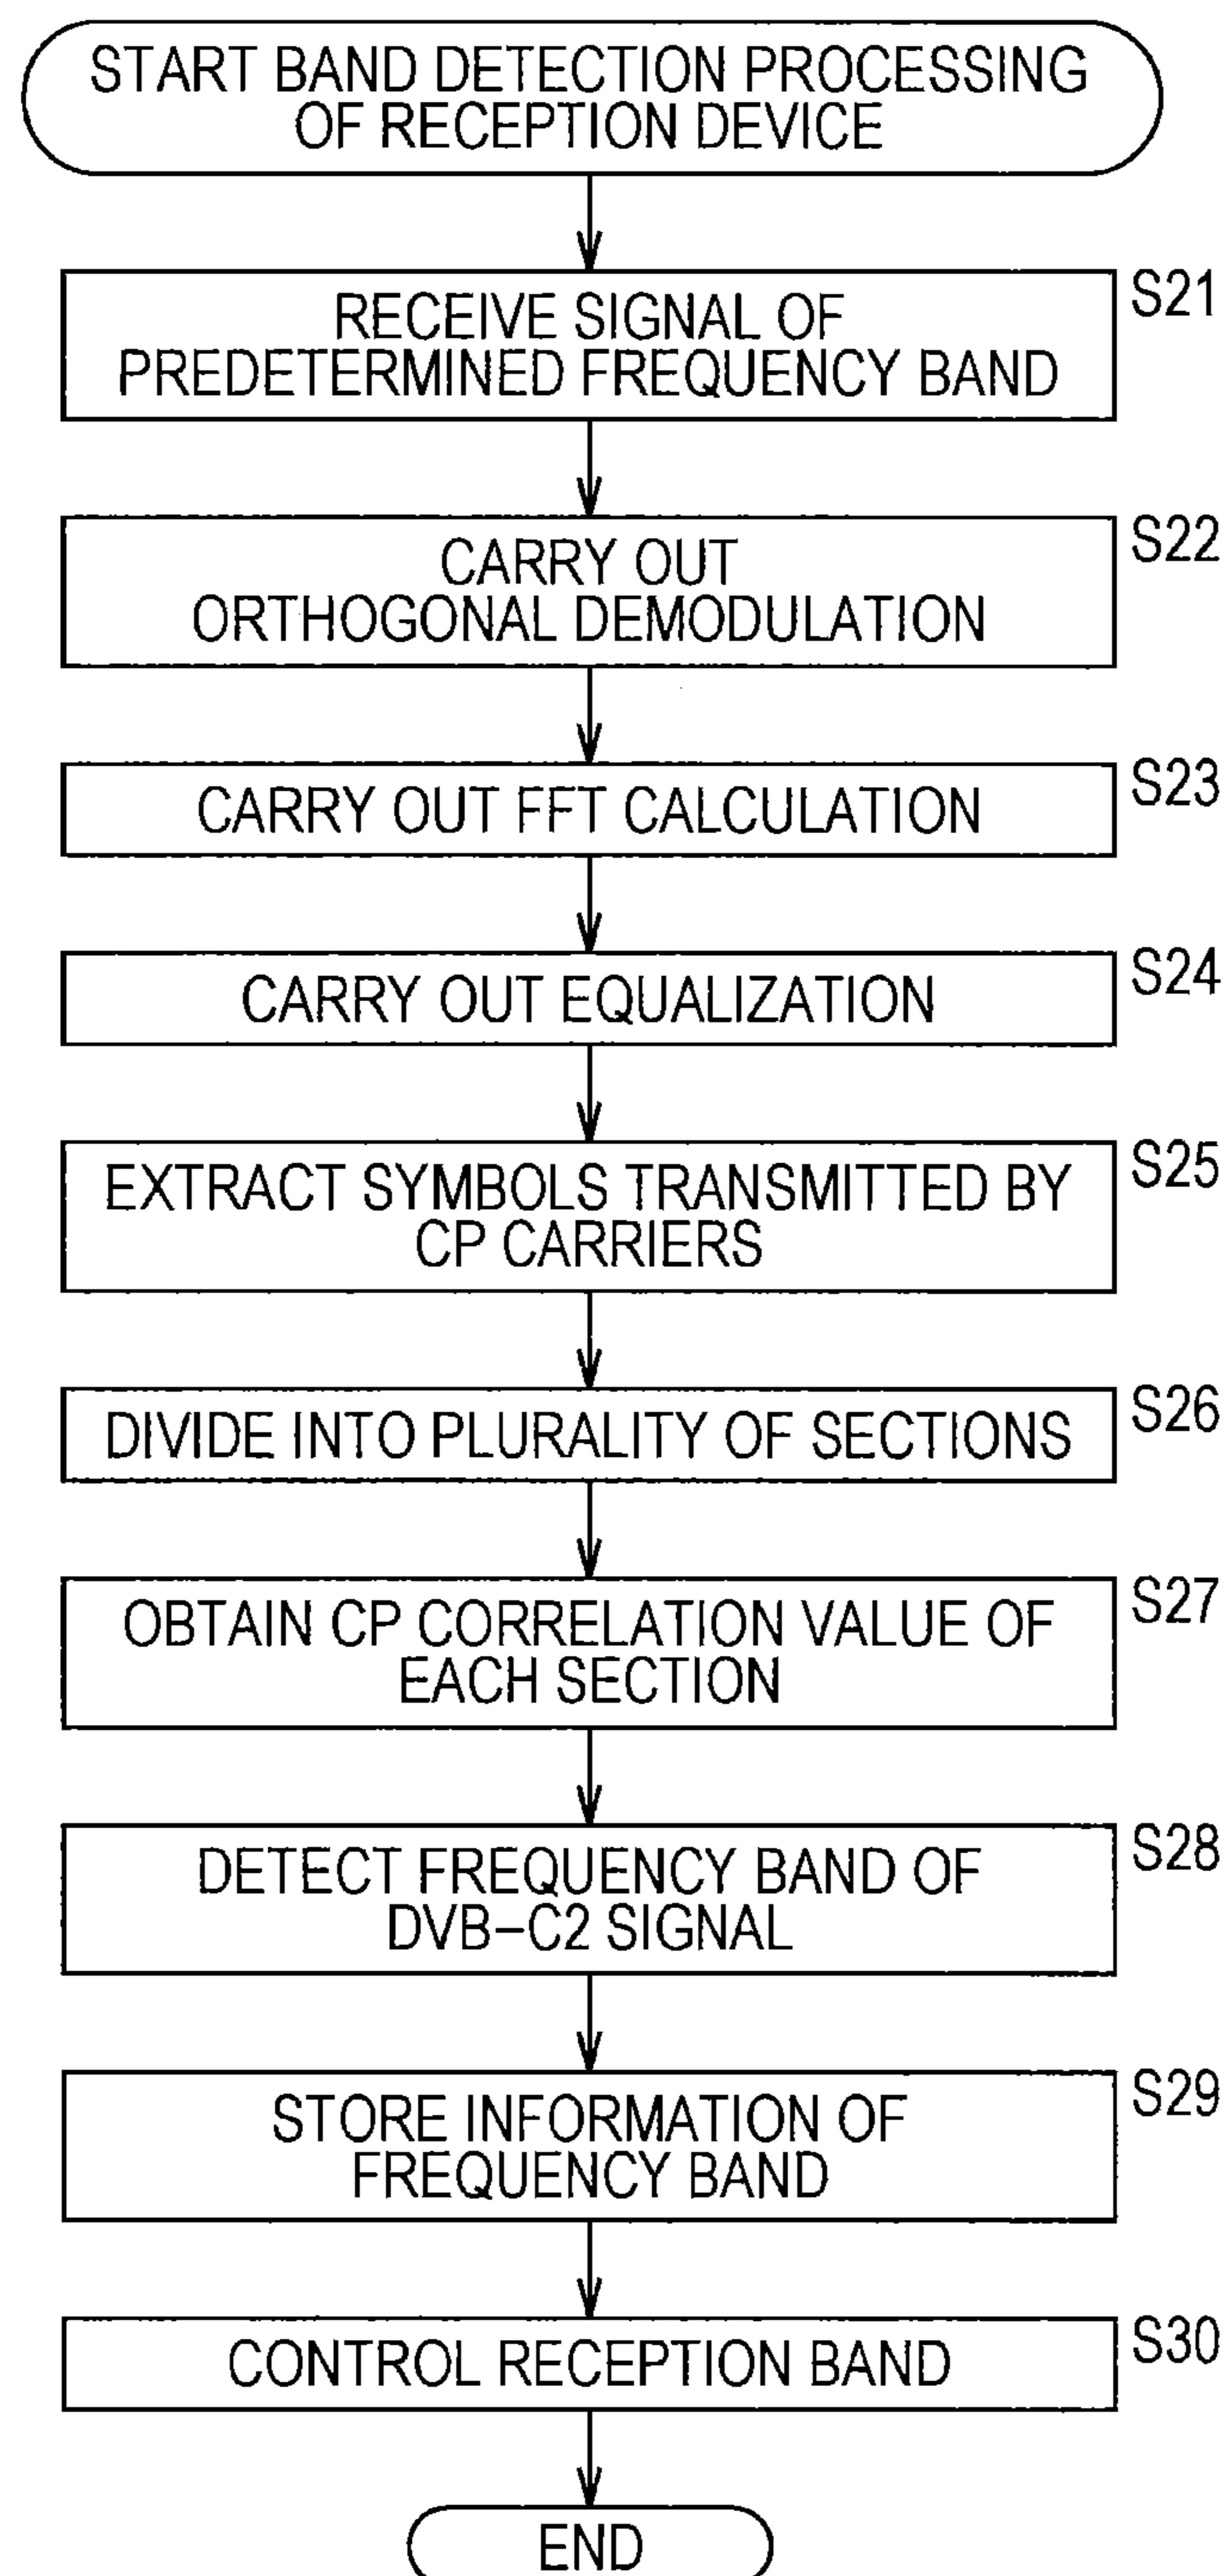 START BAND DETECTION PROCESSING
OF RECEPTION DEVICE
S21
RECEIVE SIGNAL OF
PREDETERMINED FREQUENCY BAND
S22
CARRY OUT
ORTHOGONAL DEMODULATION
S23
CARRY OUT FFT CALCULATION
S24
CARRY OUT EQUALIZATION
S25
EXTRACT SYMBOLS TRANSMITTED BY
CP CARRIERS
S26
DIVIDE INTO PLURALITY OF SECTIONS
S27
OBTAIN CP CORRELATION VALUE OF
EACH SECTION
S28
DETECT FREQUENCY BAND OF
DVB-C2 SIGNAL
S29
STORE INFORMATION OF
FREQUENCY BAND
S30
CONTROL RECEPTION BAND
END